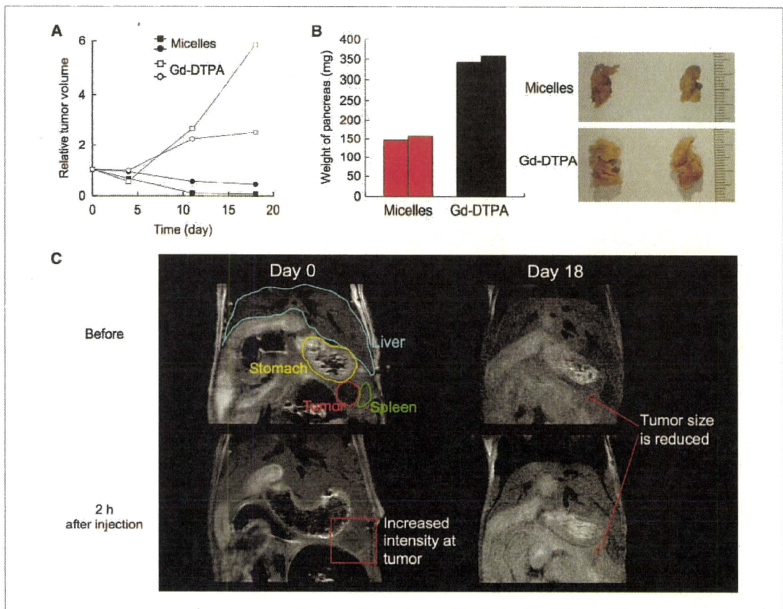 A
Relative tumor volume
6
4
2
0
0
5
10
15
20
Time (day)
Micelles
Gd-DTPA
B
Weight of pancreas (mg)
400
350
300
250
200
150
100
50
0
Micelles
Gd-DTPA
Micelles
Gd-DTPA
C
Day 0
Day 18
Before
Liver
Stomach
Tumor
Spleen
Tumor size
is reduced
2 h
after injection
Increased
intensity at
tumor